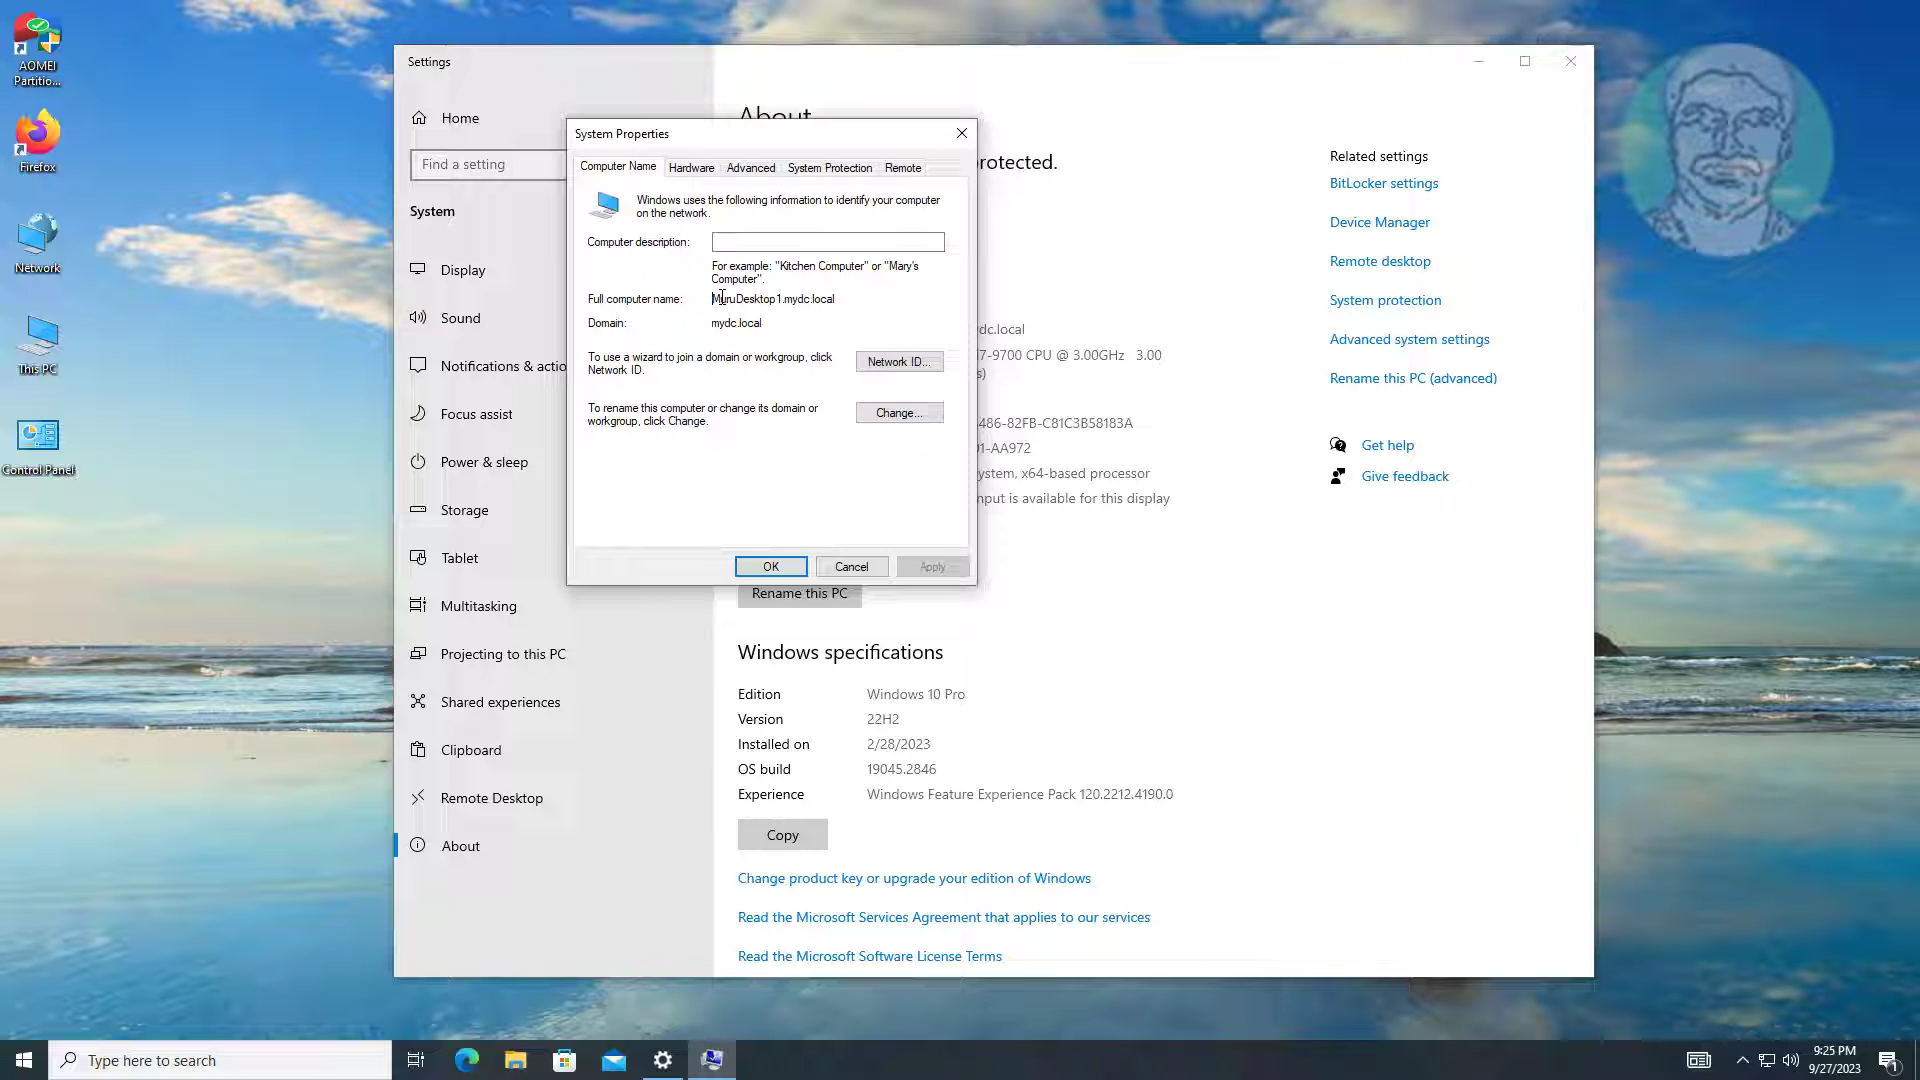 AOMEI
Partitio...
Firefox
Network
This PC
Control Panel
Settings
Home
Find a setting
System
Display
Sound
Notifications & actio
Focus assist
Power & sleep
Storage
Tablet
Multitasking
Projecting to this PC
Shared experiences
Clipboard
Remote Desktop
About
About
System Properties
Computer Name
Hardware
Advanced
System Protection
Remote
Windows uses the following information to identify your computer
on the network.
Computer description:
For example: "Kitchen Computer" or "Mary's
Computer".
Full computer name:
MuruDesktop1.mydc.local
Domain:
mydc.local
To use a wizard to join a domain or workgroup, click
Network ID.
Network ID...
To rename this computer or change its domain or
workgroup, click Change.
Change...
OK
Cancel
Apply
rotected.
dc.local
i7-9700 CPU @ 3.00GHz 3.00
s)
486-82FB-C81C3B58183A
01-AA972
ystem, x64-based processor
nput is available for this display
Rename this PC
Windows specifications
Edition
Windows 10 Pro
Version
22H2
Installed on
2/28/2023
OS build
19045.2846
Experience
Windows Feature Experience Pack 120.2212.4190.0
Copy
Change product key or upgrade your edition of Windows
Read the Microsoft Services Agreement that applies to our services
Read the Microsoft Software License Terms
Related settings
BitLocker settings
Device Manager
Remote desktop
System protection
Advanced system settings
Rename this PC (advanced)
Get help
Give feedback
Type here to search
9:25 PM
9/27/2023
1